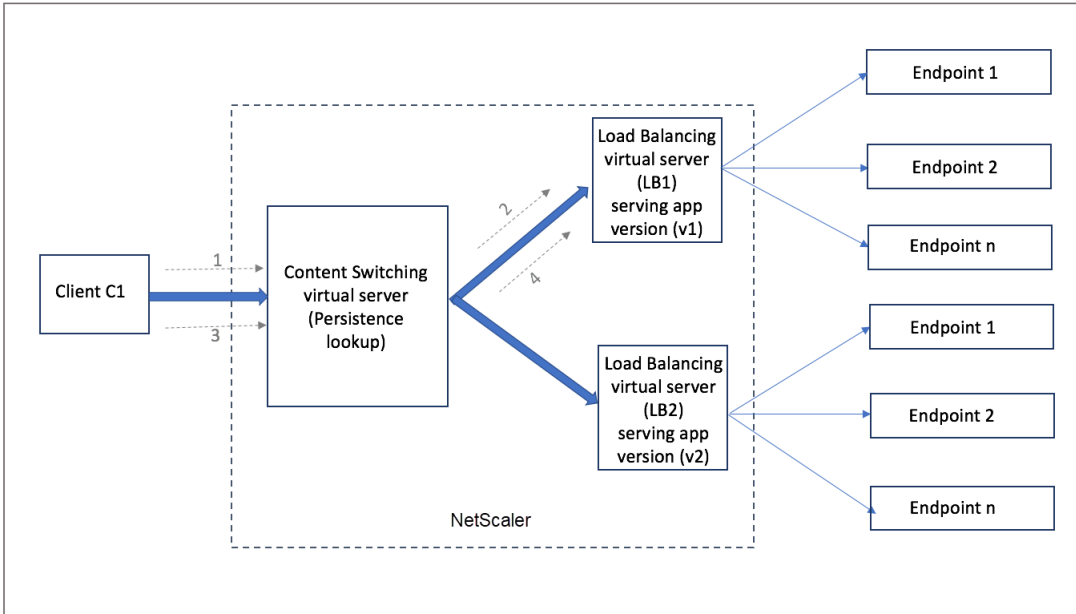 Client C1
1
3
Content Switching
virtual server
(Persistence
lookup)
2
4
Load Balancing
virtual server
(LB1)
serving app
version (v1)
Load Balancing
virtual server
(LB2)
serving app
version (v2)
NetScaler
Endpoint 1
Endpoint 2
Endpoint n
Endpoint 1
Endpoint 2
Endpoint n